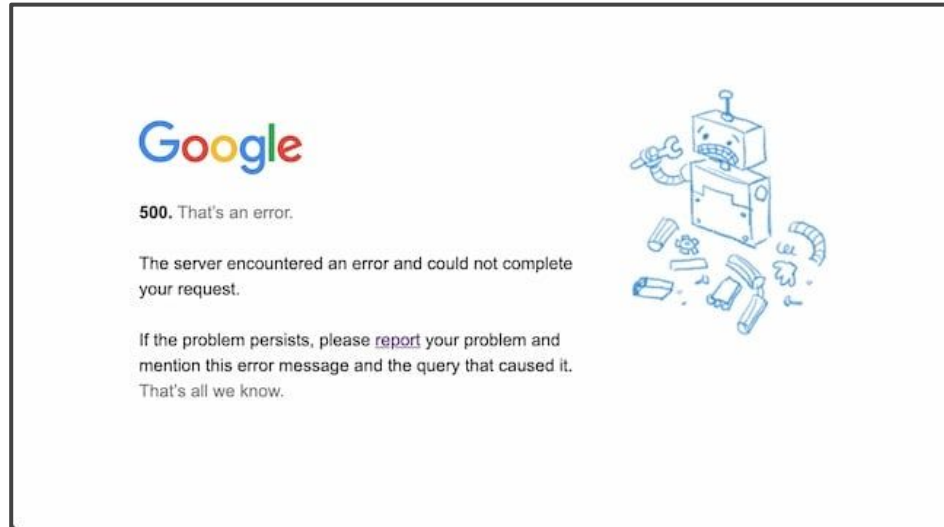 Google
500. That's an error.
The server encountered an error and could not complete
your request.
If the problem persists, please report your problem and
mention this error message and the query that caused it.
That's all we know.